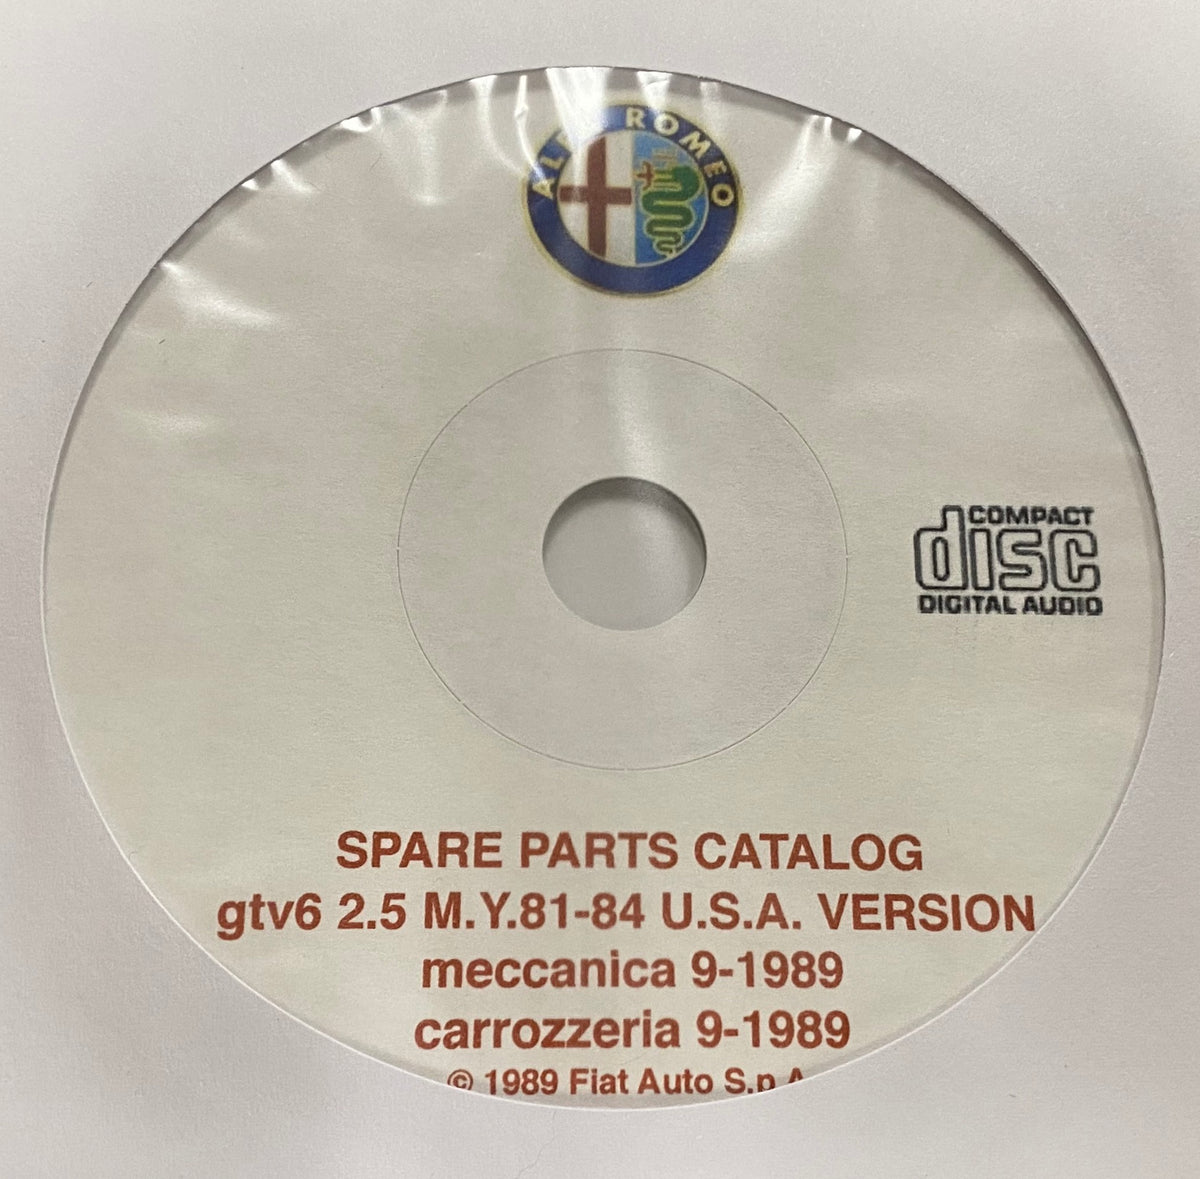 ALFA ROMEO
COMPACT
disc
DIGITAL AUDIO
SPARE PARTS CATALOG
gtv6 2.5 M.Y.81-84 U.S.A. VERSION
meccanica 9-1989
carrozzeria 9-1989
© 1989 Fiat Auto S.p.A